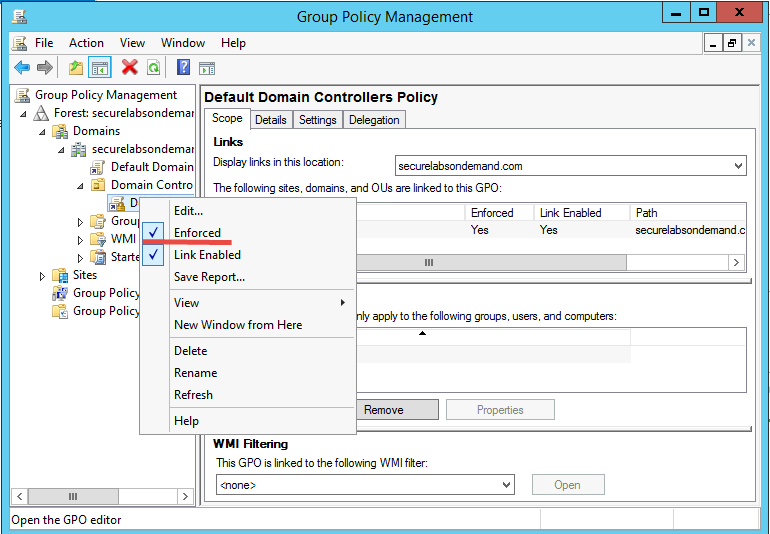 Group Policy Management
File Action View Window Help
Group Policy Management
Forest: securelabsondemand
Domains
securelabsondemand
Default Domain
Domain Contro
D
Group
WMI
Starte
Sites
Group Policy
Group Policy
Edit...
Enforced
Link Enabled
Save Report...
View
New Window from Here
Delete
Rename
Refresh
Help
Default Domain Controllers Policy
Scope Details Settings Delegation
Links
Display links in this location: securelabsondemand.com
The following sites, domains, and OUs are linked to this GPO:
Enforced Link Enabled Path
Yes Yes securelabsondemand.c
only apply to the following groups, users, and computers:
Remove Properties
WMI Filtering
This GPO is linked to the following WMI filter:
<none> Open
Open the GPO editor